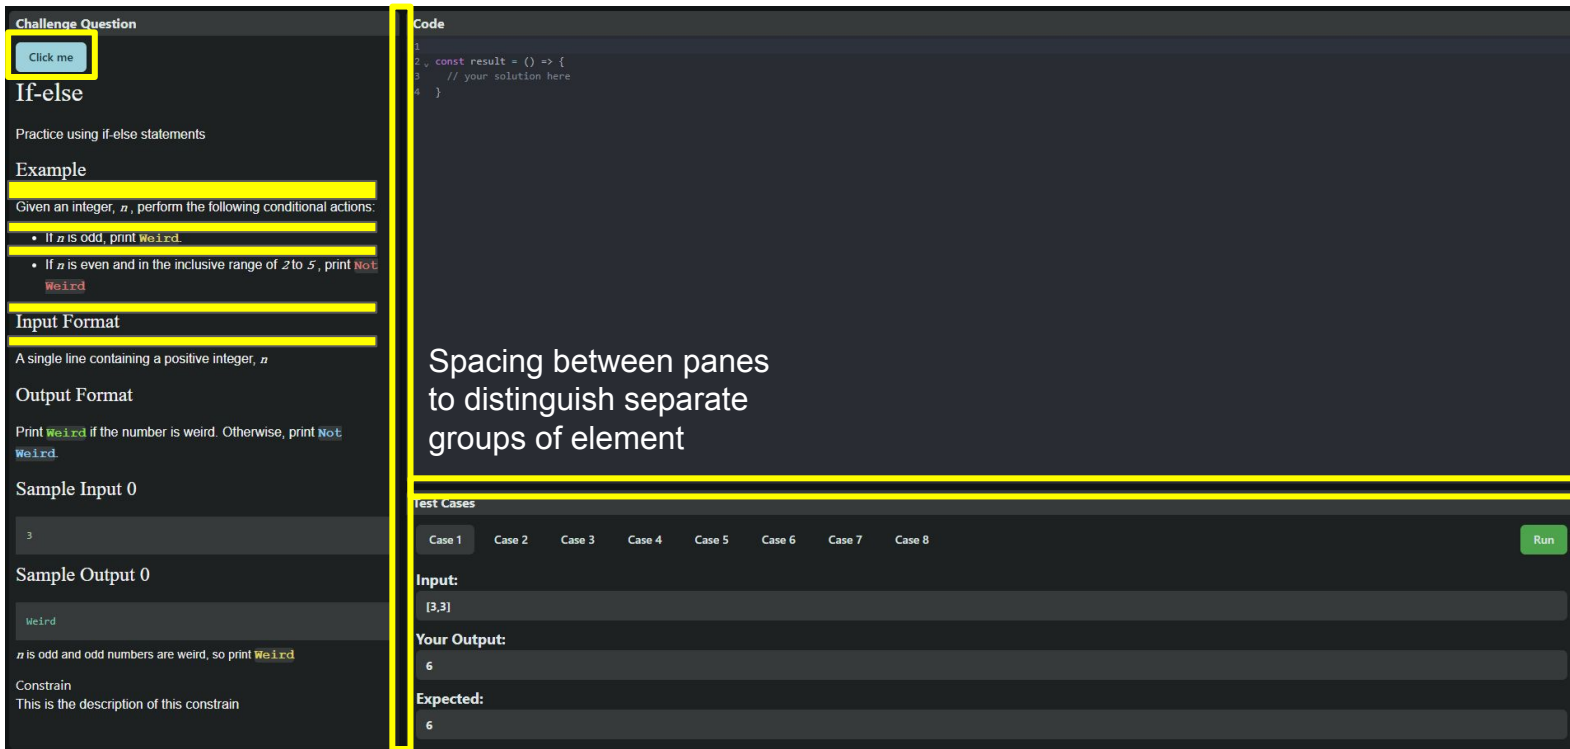 Challenge Question
Click me
If-else
Practice using if-else statements
Example
Given an integer, n , perform the following conditional actions:
• If n is odd, print Weird.
• If n is even and in the inclusive range of 2 to 5 , print Not
Weird
Input Format
A single line containing a positive integer, n
Output Format
Print Weird if the number is weird. Otherwise, print Not
Weird.
Sample Input 0
3
Sample Output 0
Weird
n is odd and odd numbers are weird, so print Weird
Constrain
This is the description of this constrain
Code
1
2 const result = () => {
3 // your solution here
4 }
Spacing between panes
to distinguish separate
groups of element
Test Cases
Case 1 Case 2 Case 3 Case 4 Case 5 Case 6 Case 7 Case 8 Run
Input:
[3,3]
Your Output:
6
Expected:
6